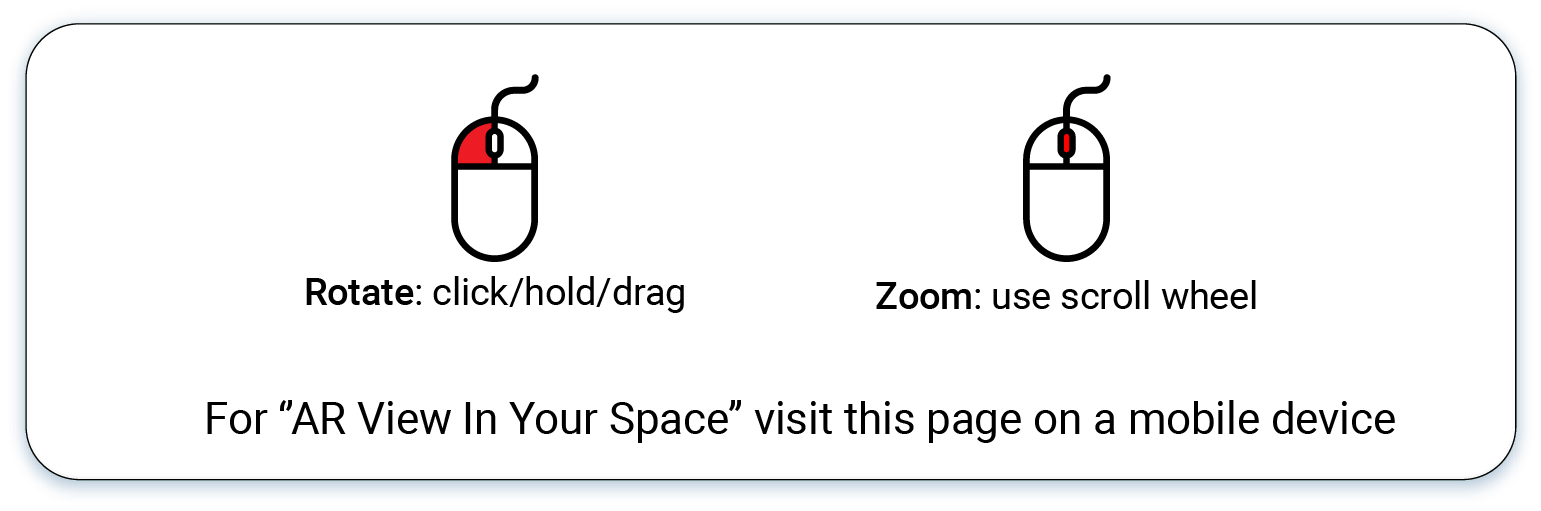 Rotate: click/hold/drag
Zoom: use scroll wheel
For "AR View In Your Space" visit this page on a mobile device